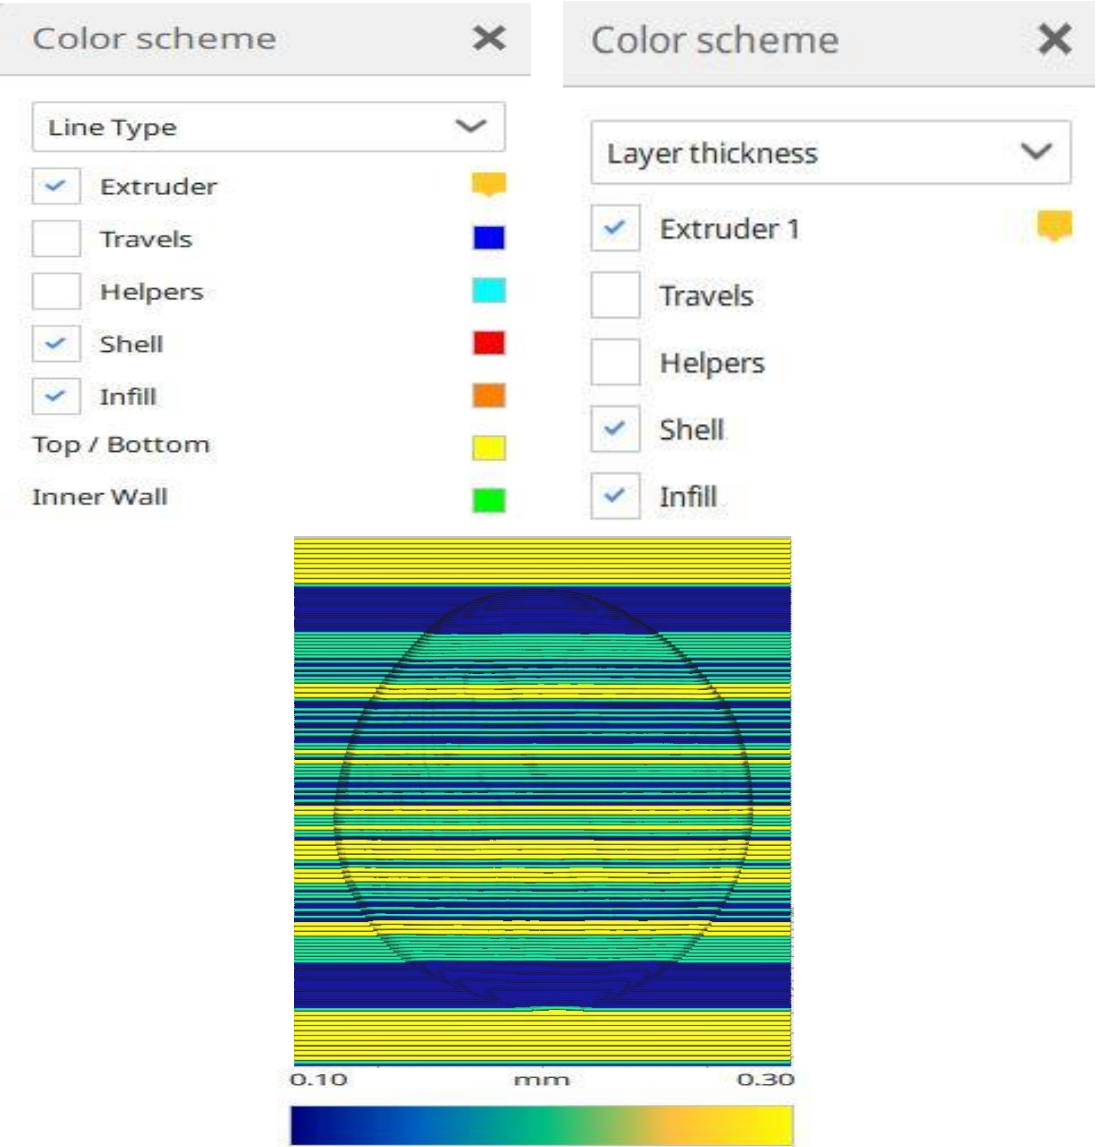 Color scheme
Line Type
Extruder
Travels
Helpers
Shell
Infill
Top / Bottom
Inner Wall
Color scheme
Layer thickness
Extruder 1
Travels
Helpers
Shell
Infill
0.10 mm 0.30